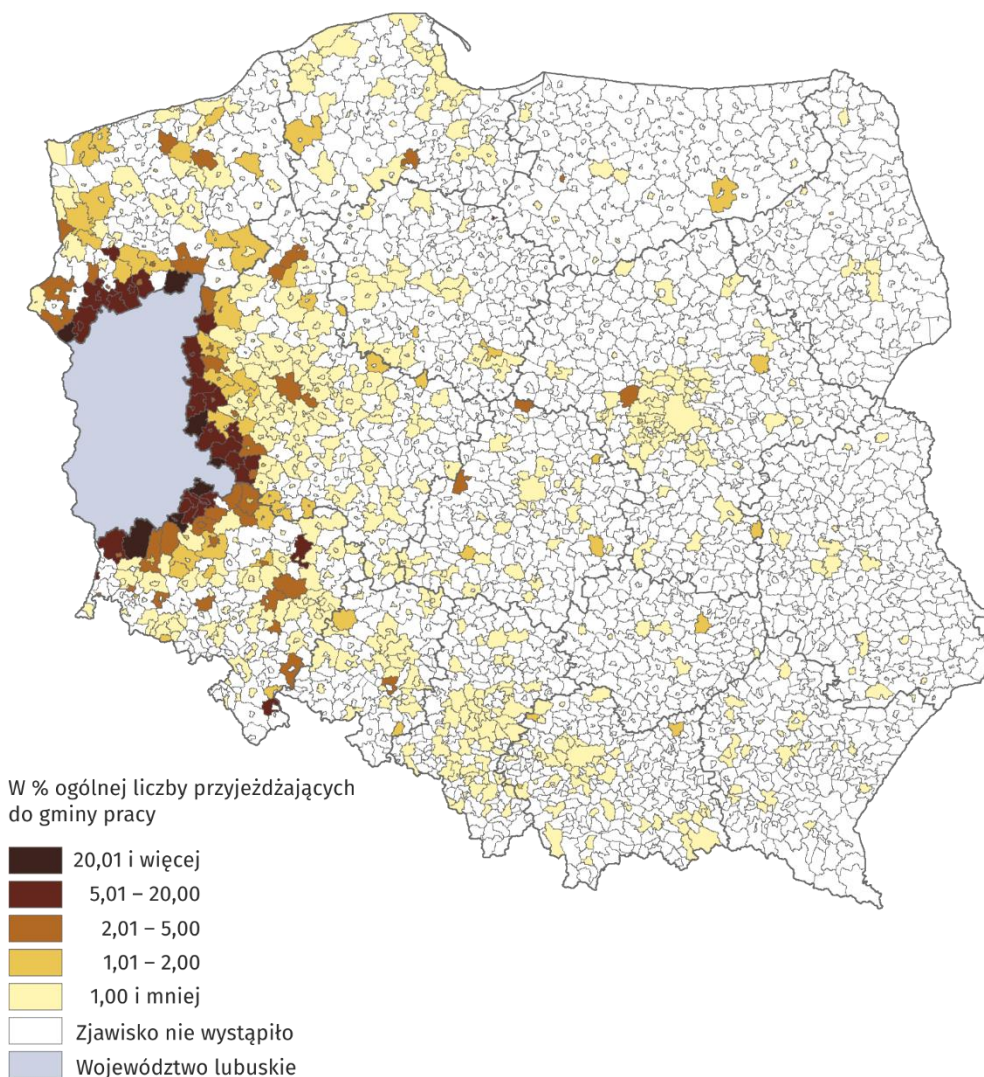 W % ogólnej liczby przyjeżdżających
do gminy pracy
20,01 i więcej
5,01 – 20,00
2,01 – 5,00
1,01 – 2,00
1,00 i mniej
Zjawisko nie wystąpiło
Województwo lubuskie